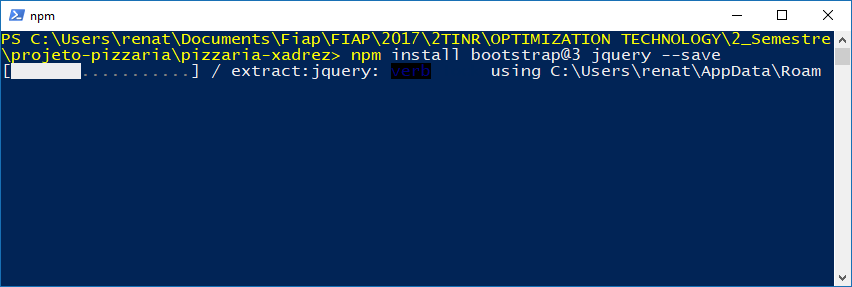 npm
PS C:\Users\renat\Documents\Fiap\FIAP\2017\2TINR\OPTIMIZATION TECHNOLOGY\2_Semestre
\projeto-pizzaria\pizzaria-xadrez> npm install bootstrap@3 jquery --save
[       ...........] / extract:jquery: verb      using C:\Users\renat\AppData\Roam